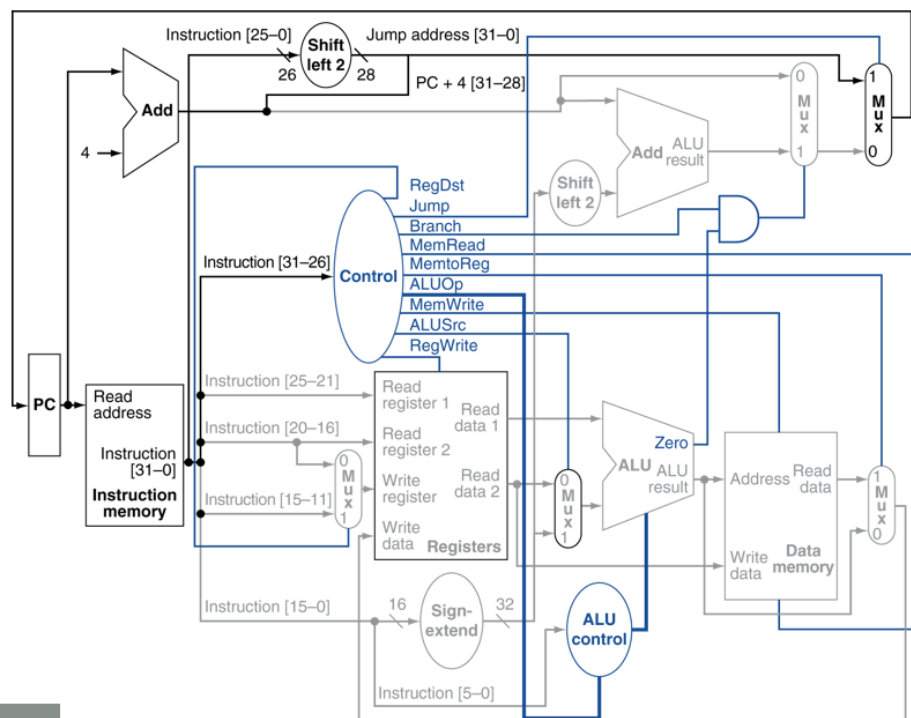 Instruction [25–0]
Shift
left 2
Jump address [31–0]
26
28
PC + 4 [31–28]
Add
4
0
M
u
x
1
1
M
u
x
0
Add
ALU
result
Shift
left 2
RegDst
Jump
Branch
MemRead
MemtoReg
ALUOp
MemWrite
ALUSrc
RegWrite
Instruction [31–26]
Control
PC
Read
address
Instruction
[31–0]
Instruction
memory
Instruction [25–21]
Instruction [20–16]
Instruction [15–11]
0
M
u
x
1
Read
register 1
Read
register 2
Write
register
Write
data
Read
data 1
Read
data 2
Registers
0
M
u
x
1
Zero
ALU
ALU
result
Address
Read
data
Write
data
Data
memory
1
M
u
x
0
Instruction [15–0]
16
Sign-
extend
32
ALU
control
Instruction [5–0]